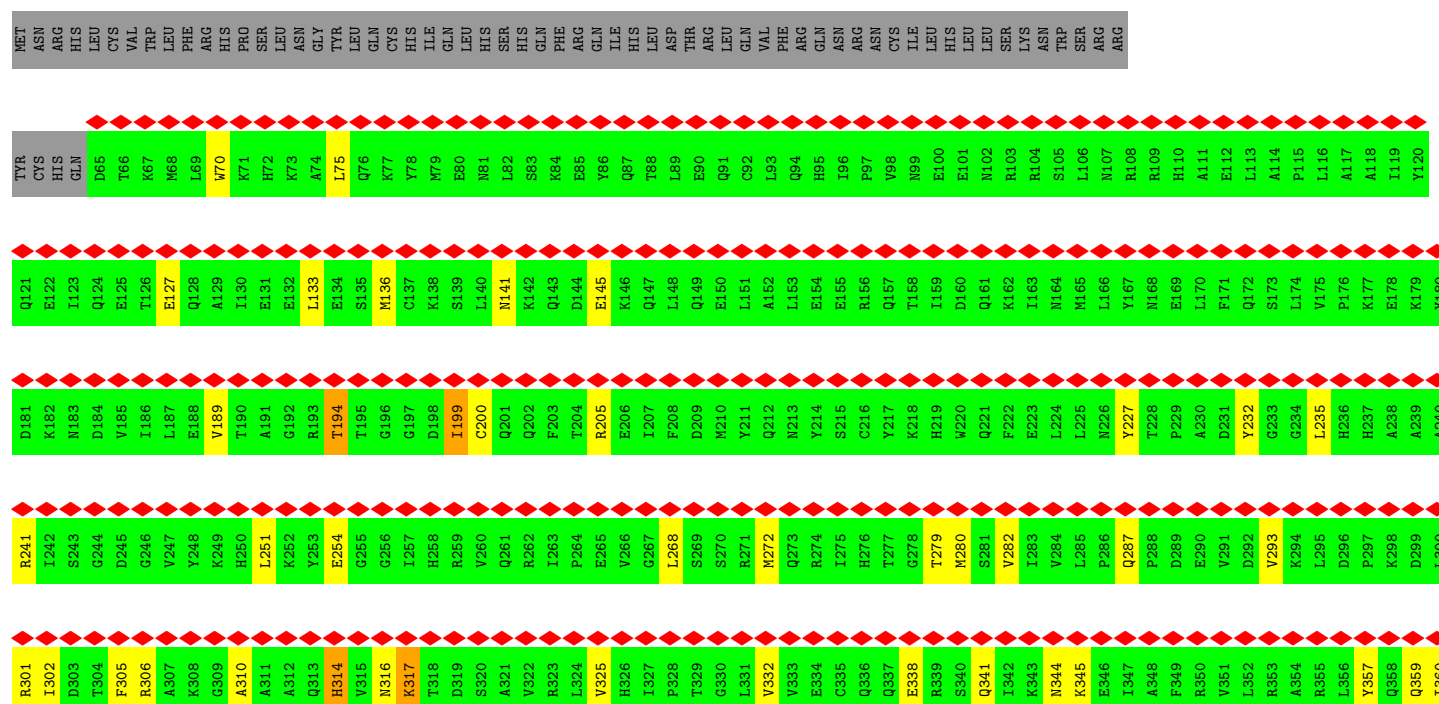 MET ASN ARG HIS LEU CYS VAL TRP LEU PHE ARG HIS PRO SER LEU ASN GLY TYR LEU GLN CYS HIS ILE GLN LEU HIS SER HIS GLN PHE ARG GLN ILE HIS LEU ASP THR ARG LEU GLN VAL PHE ARG GLN ASN ARG ASN CYS ILE LEU HIS LEU LEU SER LYS ASN TRP SER ARG ARG
TYR CYS HIS GLN D65 T66 K67 M68 L69 W70 K71 H72 K73 A74 L75 Q76 K77 Y78 M79 E80 N81 L82 S83 K84 E85 Y86 Q87 T88 L89 E90 Q91 C92 L93 Q94 H95 I96 P97 V98 N99 E100 E101 N102 R103 R104 S105 L106 N107 R108 R109 H110 A111 E112 L113 A114 P115 L116 A117 A118 I119 Y120
Q121 E122 I123 Q124 E125 T126 E127 Q128 A129 I130 E131 E132 L133 E134 S135 M136 C137 K138 S139 L140 N141 K142 Q143 D144 E145 K146 Q147 L148 Q149 E150 L151 A152 L153 E154 E155 R156 Q157 T158 I159 D160 Q161 K162 I163 N164 M165 L166 Y167 N168 E169 L170 F171 Q172 S173 L174 V175 P176 K177 E178 K179
D181 K182 N183 D184 V185 I186 L187 E188 V189 T190 A191 G192 R193 T194 T195 G196 G197 D198 I199 C200 Q201 Q202 F203 T204 R205 E206 I207 F208 D209 M210 Y211 Q212 N213 Y214 S215 C216 Y217 K218 H219 W220 Q221 F222 E223 L224 L225 N226 Y227 T228 P229 A230 D231 Y232 G233 G234 L235 H236 H237 A238 A239
R241 I242 S243 G244 D245 G246 V247 Y248 K249 H250 L251 K252 Y253 E254 G255 G256 I257 H258 R259 V260 Q261 R262 I263 P264 E265 V266 G267 L268 S269 S270 R271 M272 Q273 R274 I275 H276 T277 G278 T279 M280 S281 V282 I283 V284 L285 P286 Q287 P288 D289 E290 V291 D292 V293 K294 L295 D296 P297 K298 D299
R301 I302 D303 T304 F305 R306 A307 K308 G309 A310 A311 A312 Q313 H314 V315 N316 K317 T318 D319 S320 A321 V322 R323 L324 V325 H326 I327 P328 T329 G330 L331 V332 V333 E334 C335 Q336 Q337 E338 R339 S340 Q341 I342 K343 N344 K345 E346 I347 A348 F349 R350 V351 L352 R353 A354 R355 L356 Y357 Q358 Q359